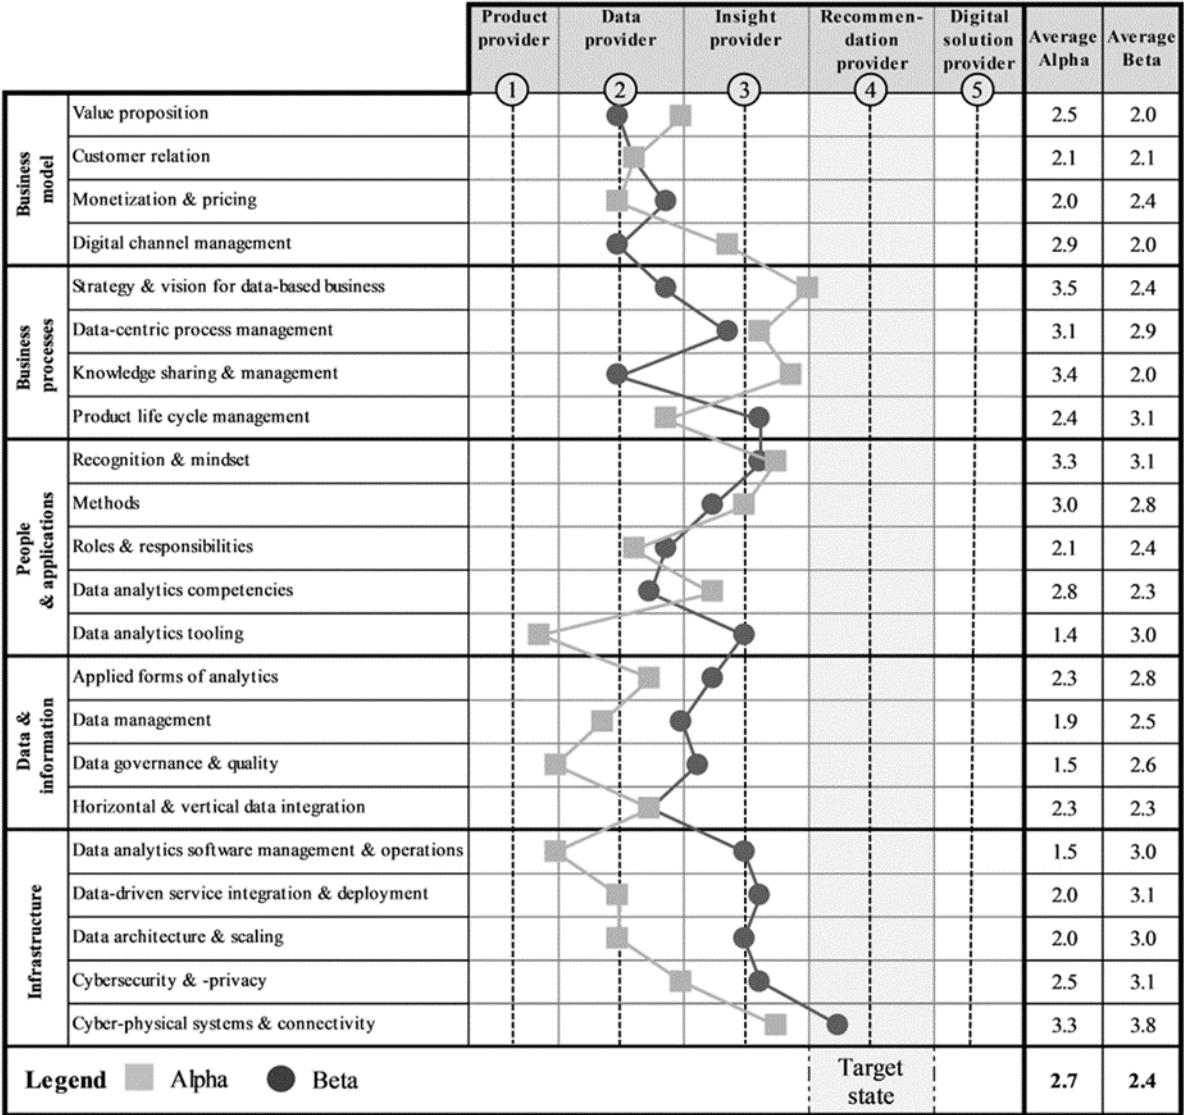 Product provider
Data provider
Insight provider
Recommen-dation provider
Digital solution provider
Average Alpha
Average Beta
1 2 3 4 5
Business model
Value proposition 2.5 2.0
Customer relation 2.1 2.1
Monetization & pricing 2.0 2.4
Digital channel management 2.9 2.0
Business processes
Strategy & vision for data-based business 3.5 2.4
Data-centric process management 3.1 2.9
Knowledge sharing & management 3.4 2.0
Product life cycle management 2.4 3.1
People & applications
Recognition & mindset 3.3 3.1
Methods 3.0 2.8
Roles & responsibilities 2.1 2.4
Data analytics competencies 2.8 2.3
Data analytics tooling 1.4 3.0
Data & information
Applied forms of analytics 2.3 2.8
Data management 1.9 2.5
Data governance & quality 1.5 2.6
Horizontal & vertical data integration 2.3 2.3
Infrastructure
Data analytics software management & operations 1.5 3.0
Data-driven service integration & deployment 2.0 3.1
Data architecture & scaling 2.0 3.0
Cybersecurity & -privacy 2.5 3.1
Cyber-physical systems & connectivity 3.3 3.8
Legend Alpha Beta
Target state
2.7 2.4